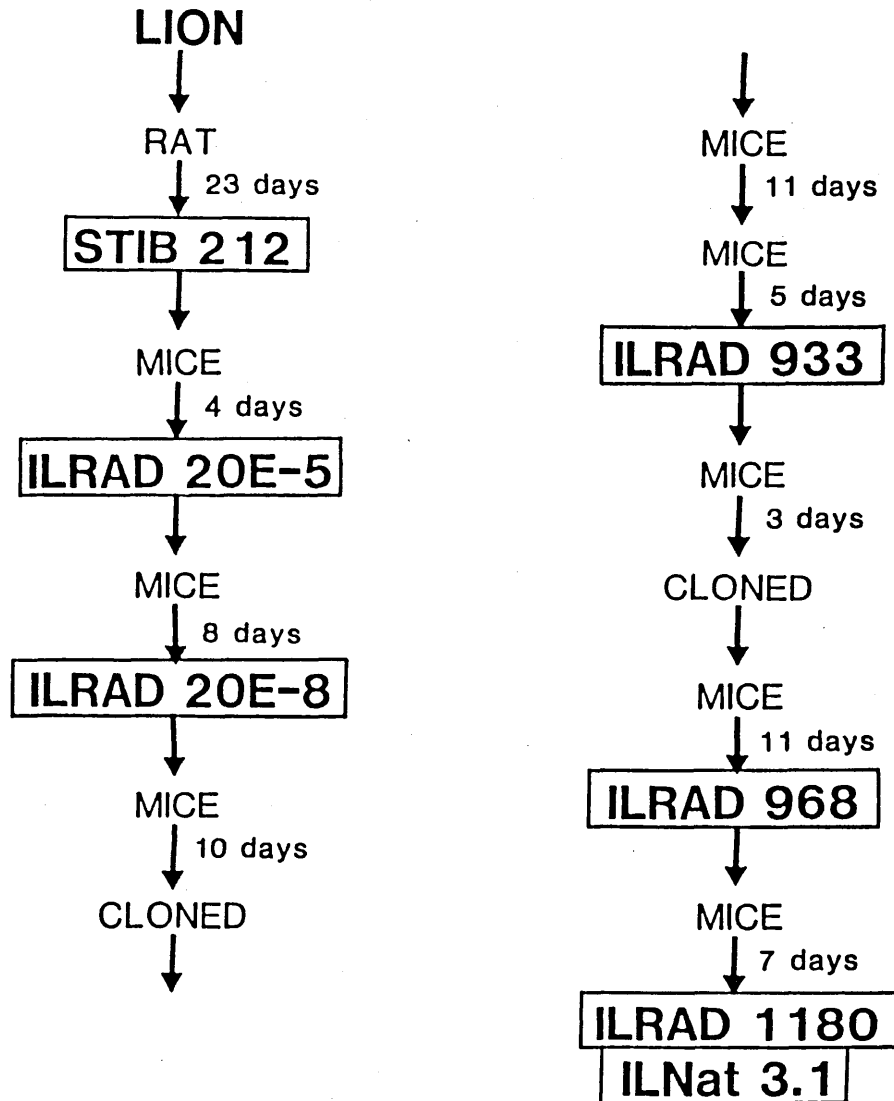 LION
RAT
23 days
STIB 212
MICE
4 days
ILRAD 20E-5
MICE
8 days
ILRAD 20E-8
MICE
10 days
CLONED
MICE
11 days
MICE
5 days
ILRAD 933
MICE
3 days
CLONED
MICE
11 days
ILRAD 968
MICE
7 days
ILRAD 1180
ILNat 3.1